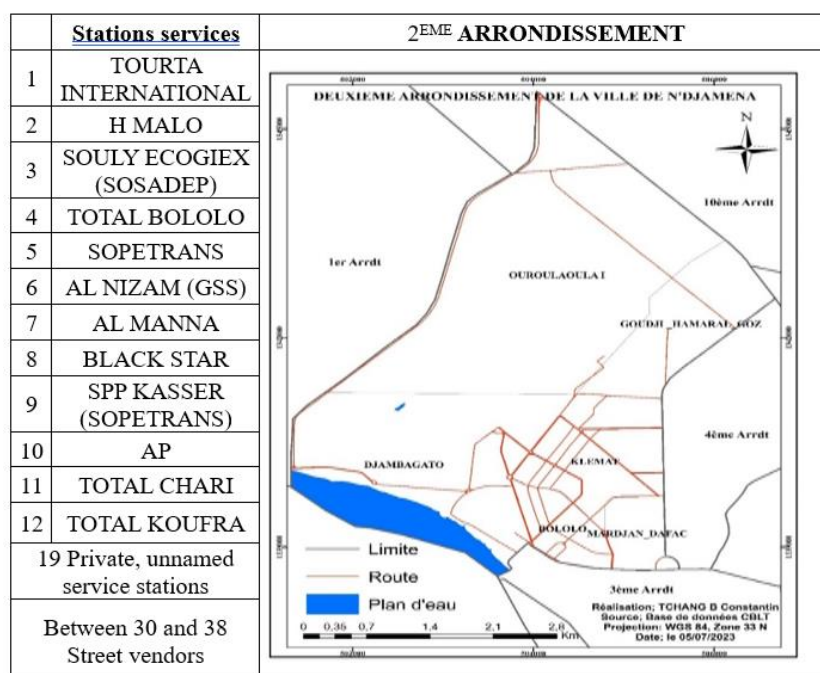 Stations services
2EME ARRONDISSEMENT
1
TOURTA
INTERNATIONAL
2
H MALO
3
SOULY ECOGIEX
(SOSADEP)
4
TOTAL BOLOLO
5
SOPETRANS
6
AL NIZAM (GSS)
7
AL MANNA
8
BLACK STAR
9
SPP KASSER
(SOPETRANS)
10
AP
11
TOTAL CHARI
12
TOTAL KOUFRA
19 Private, unnamed
service stations
Between 30 and 38
Street vendors
DEUXIEME ARRONDISSEMENT DE LA VILLE DE N'DJAMENA
N
10ème Arrdt
1er Arrdt
OUROULAOULA I
GOUDJI_HAMARAL_GOZ
4ème Arrdt
DJAMBAGATO
KLEMAT
BOLOLO
MARDJAN_DAFAC
3ème Arrdt
Limite
Route
Plan d'eau
0 0,35 0,7 1,4 2,1 2,8
Km
Réalisation; TCHANG B Constantin
Source; Base de données CBLT
Projection: WGS 84, Zone 33 N
Date; le 05/07/2023